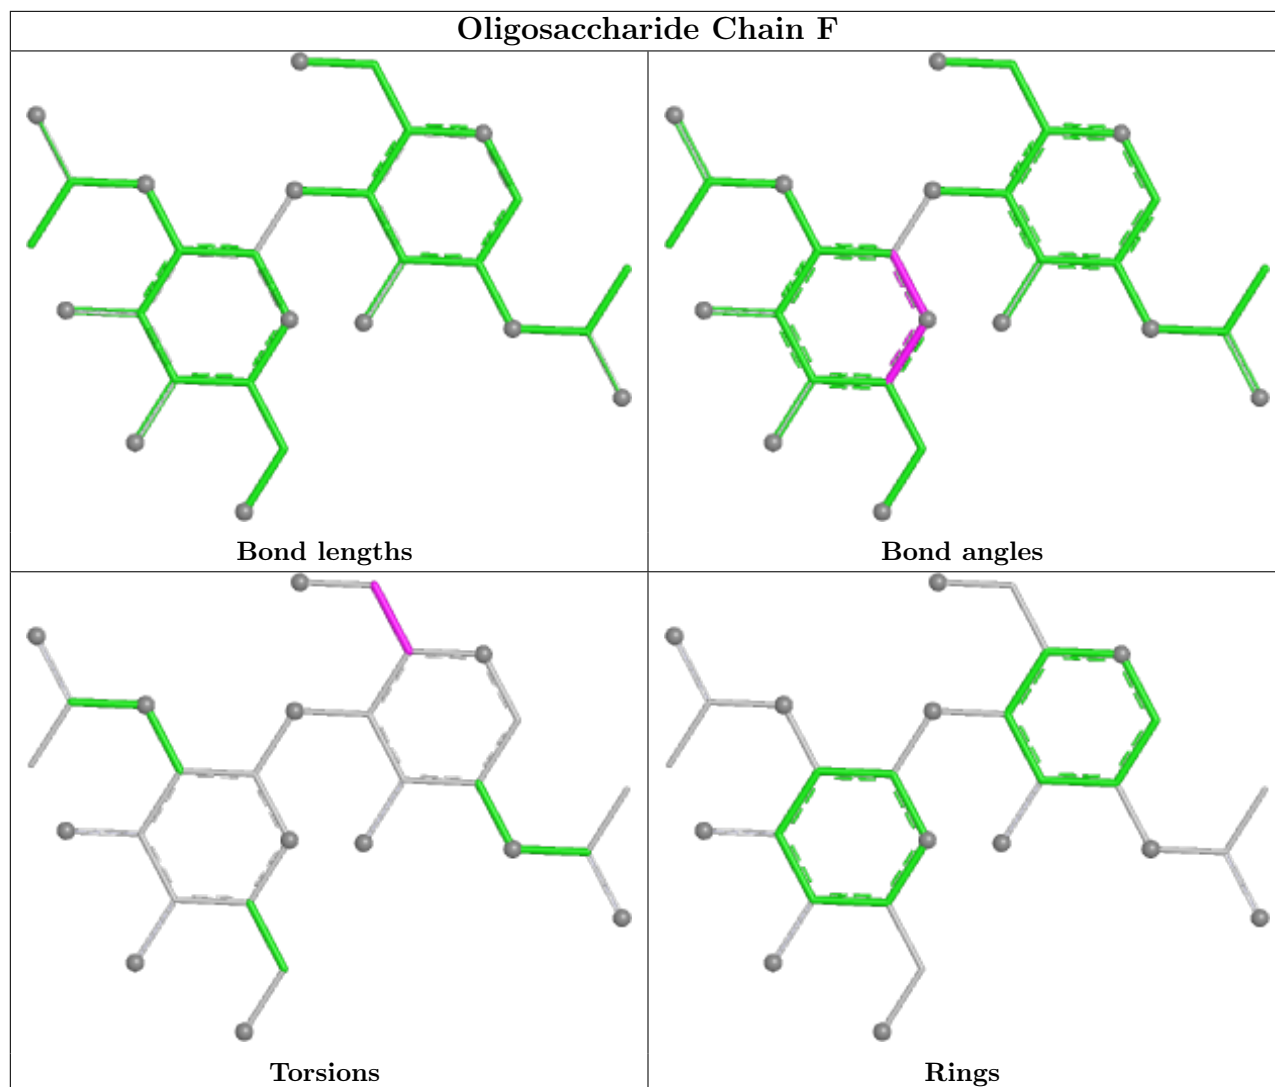 Oligosaccharide Chain F
Bond lengths
Bond angles
Torsions
Rings